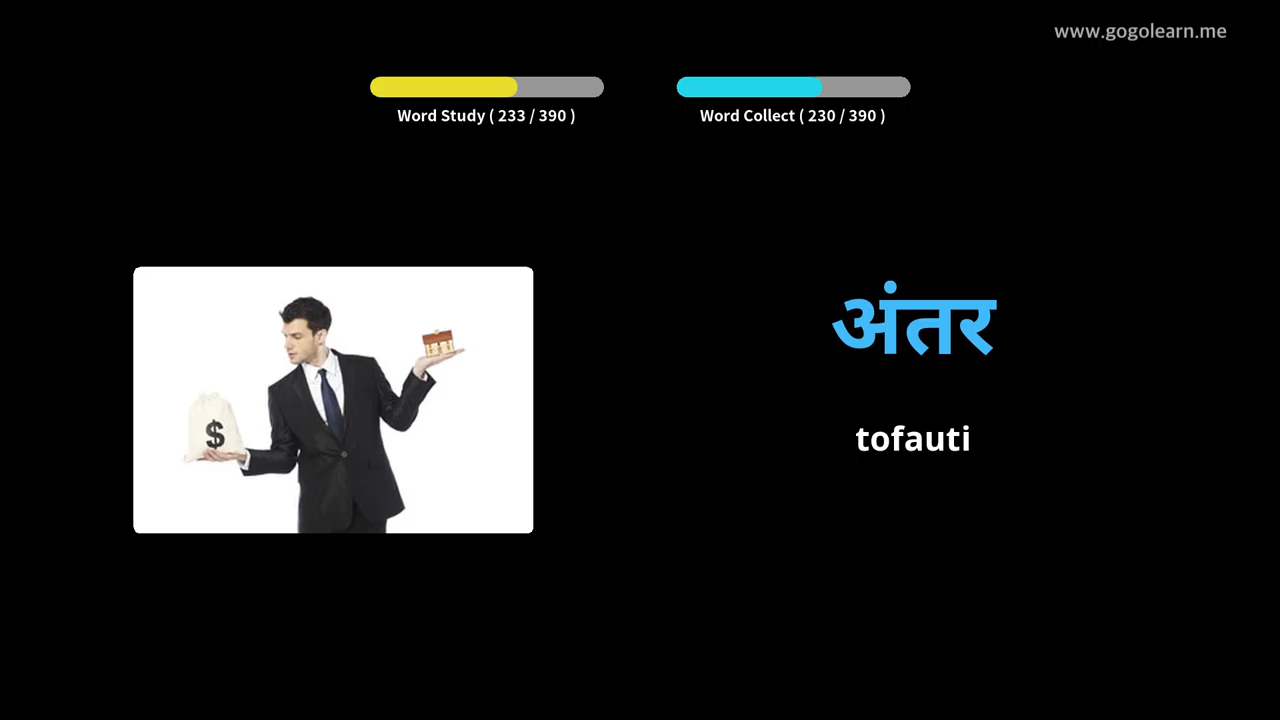 www.gogolearn.me
Word Study ( 233 / 390 )
Word Collect ( 230 / 390 )
अंतर
$
tofauti